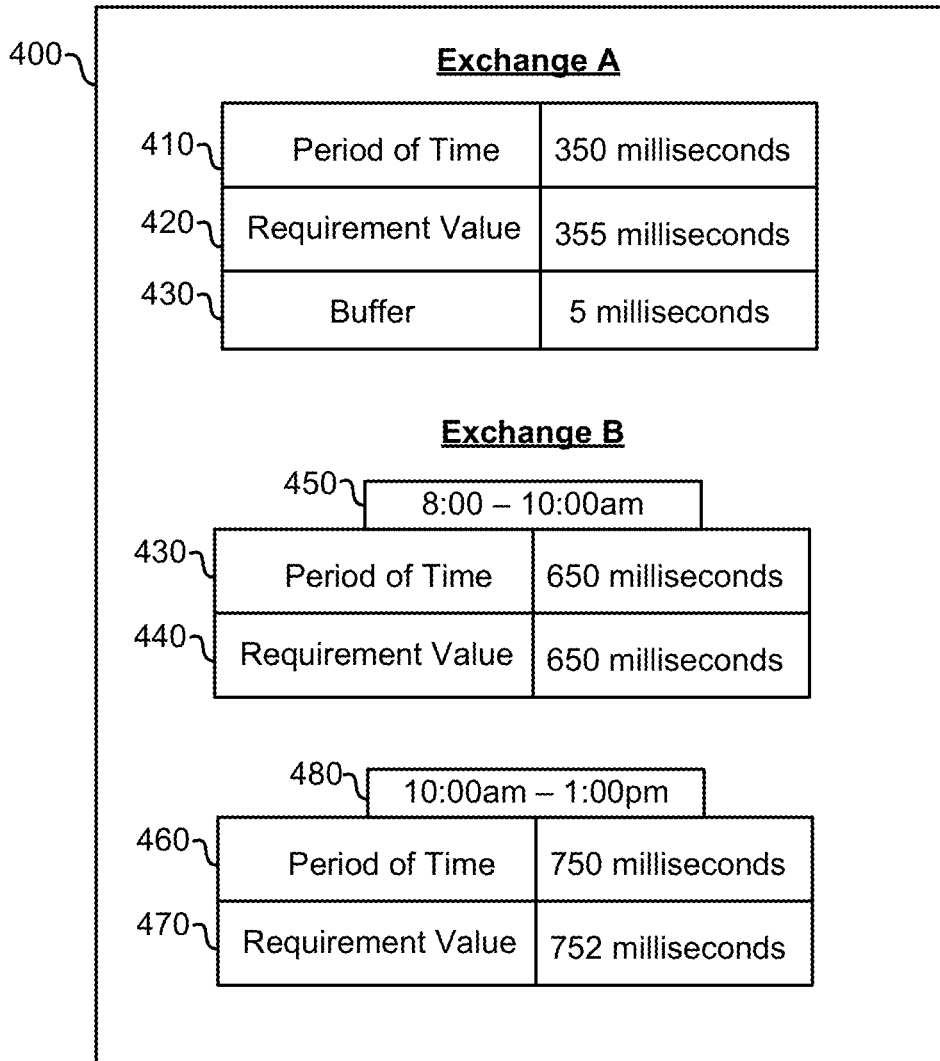 400
Exchange A
410 Period of Time 350 milliseconds
420 Requirement Value 355 milliseconds
430 Buffer 5 milliseconds
Exchange B
450 8:00 – 10:00am
430 Period of Time 650 milliseconds
440 Requirement Value 650 milliseconds
480 10:00am – 1:00pm
460 Period of Time 750 milliseconds
470 Requirement Value 752 milliseconds